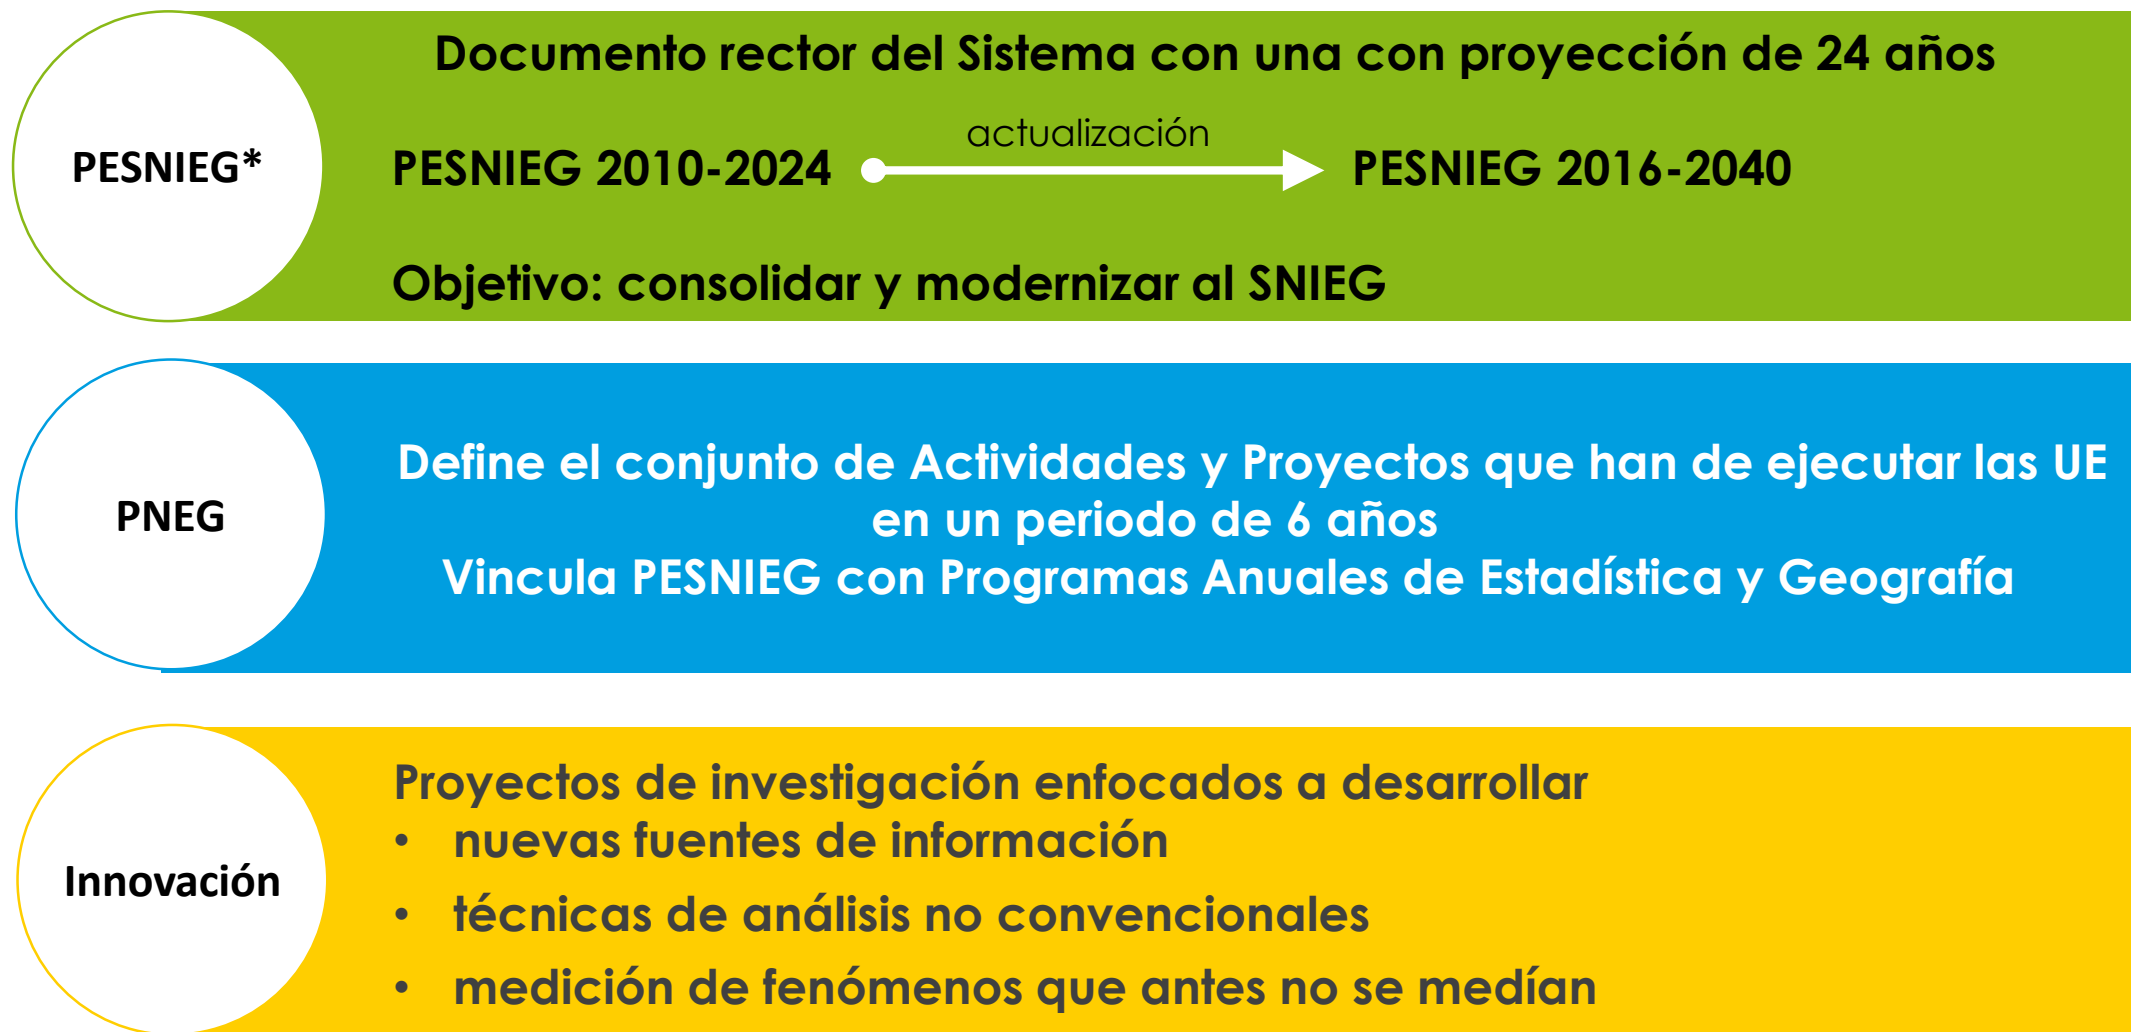 PESNIEG*
Documento rector del Sistema con una con proyección de 24 años
actualización
PESNIEG 2010-2024
PESNIEG 2016-2040
Objetivo: consolidar y modernizar al SNIEG
PNEG
Define el conjunto de Actividades y Proyectos que han de ejecutar las UE
en un periodo de 6 años
Vincula PESNIEG con Programas Anuales de Estadística y Geografía
Innovación
Proyectos de investigación enfocados a desarrollar
• nuevas fuentes de información
• técnicas de análisis no convencionales
• medición de fenómenos que antes no se medían